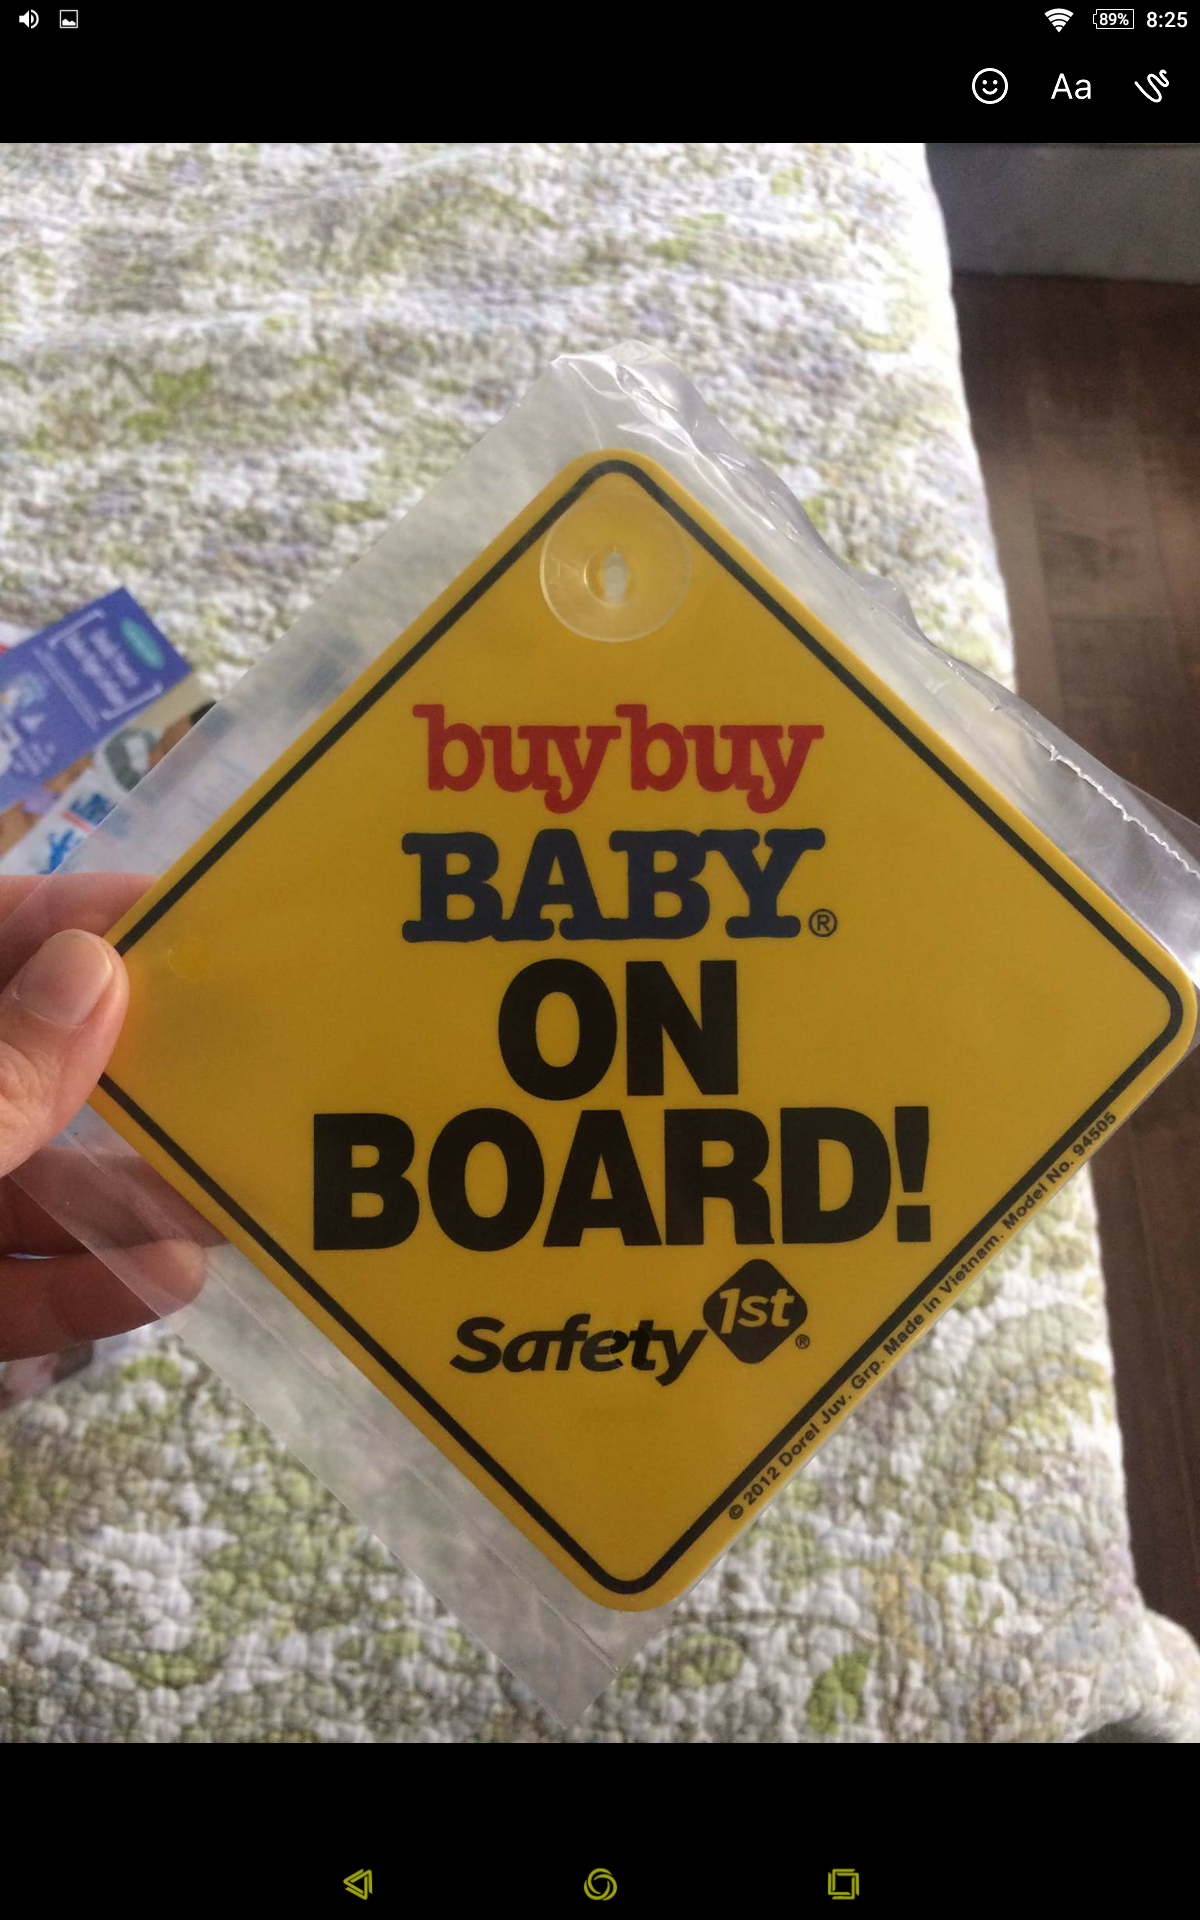 89% 8:25
Aa
buy buy
BABY®
ON
BOARD!
Safety 1st®
© 2012 Dorel Juv. Grp. Made in Vietnam. Model No. 94505